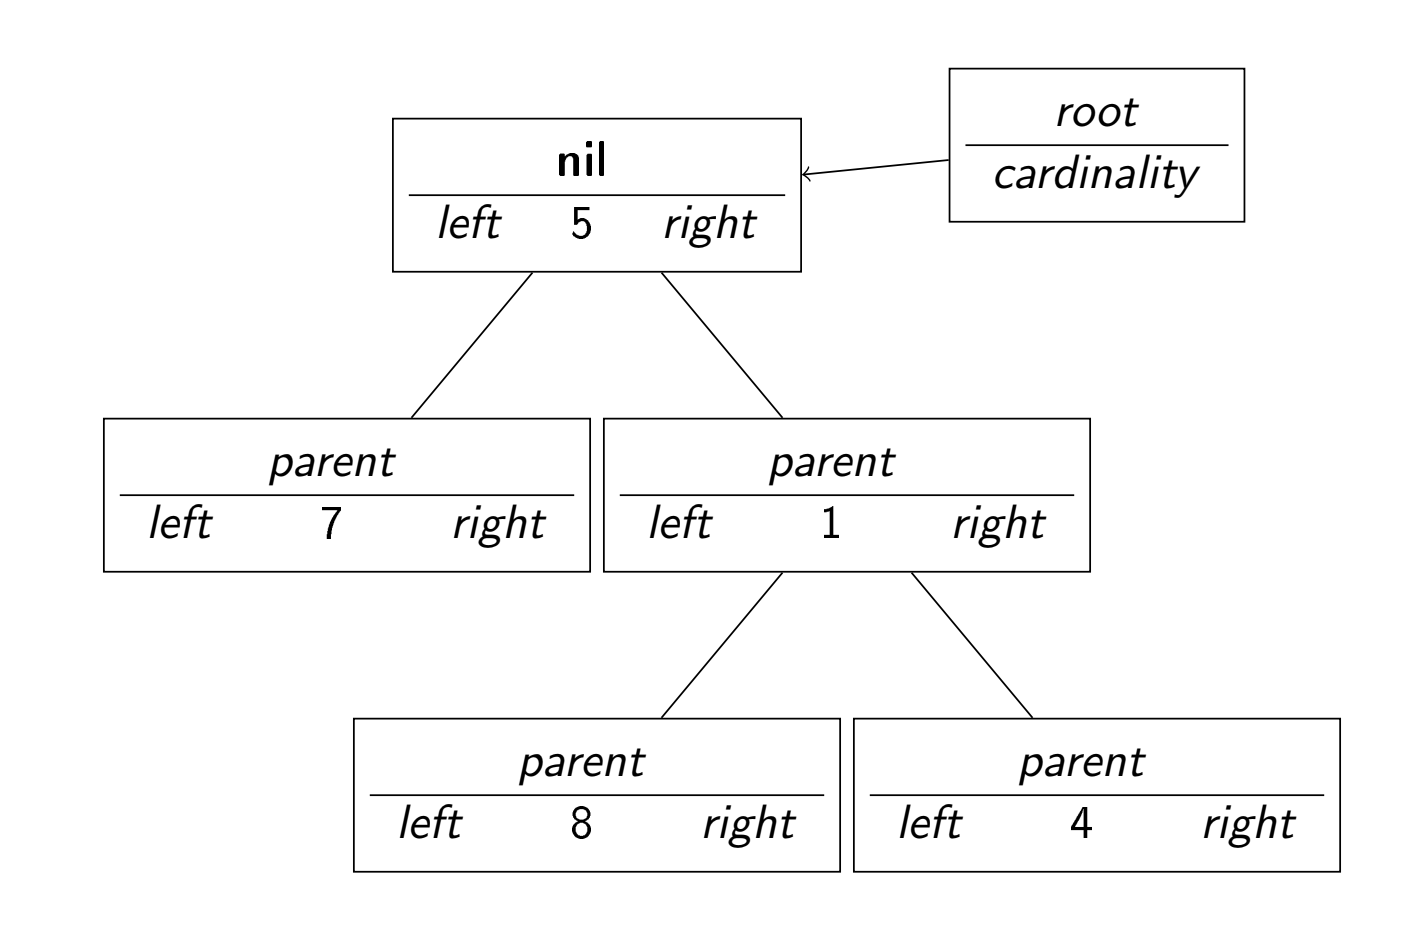 root
cardinality
nil
left 5 right
parent
left 7 right
parent
left 1 right
parent
left 8 right
parent
left 4 right